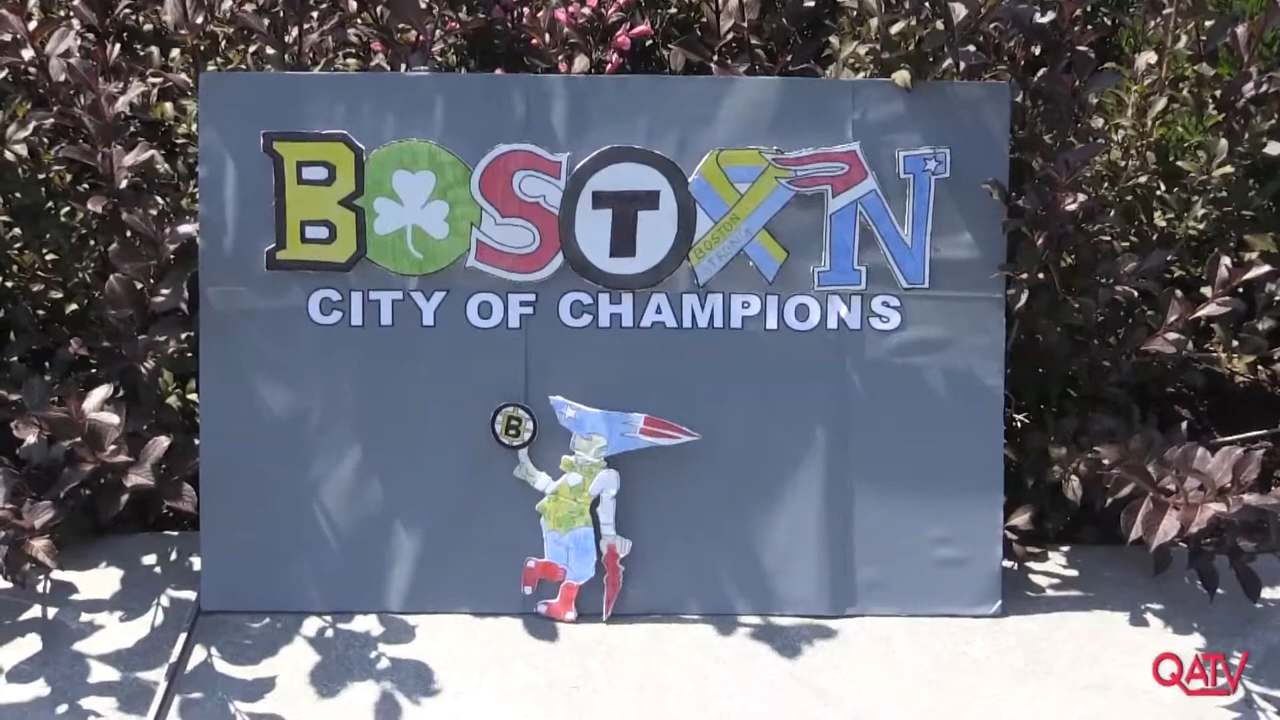 BOSTON
T
BOSTON
STRONG
CITY OF CHAMPIONS
B
QATV